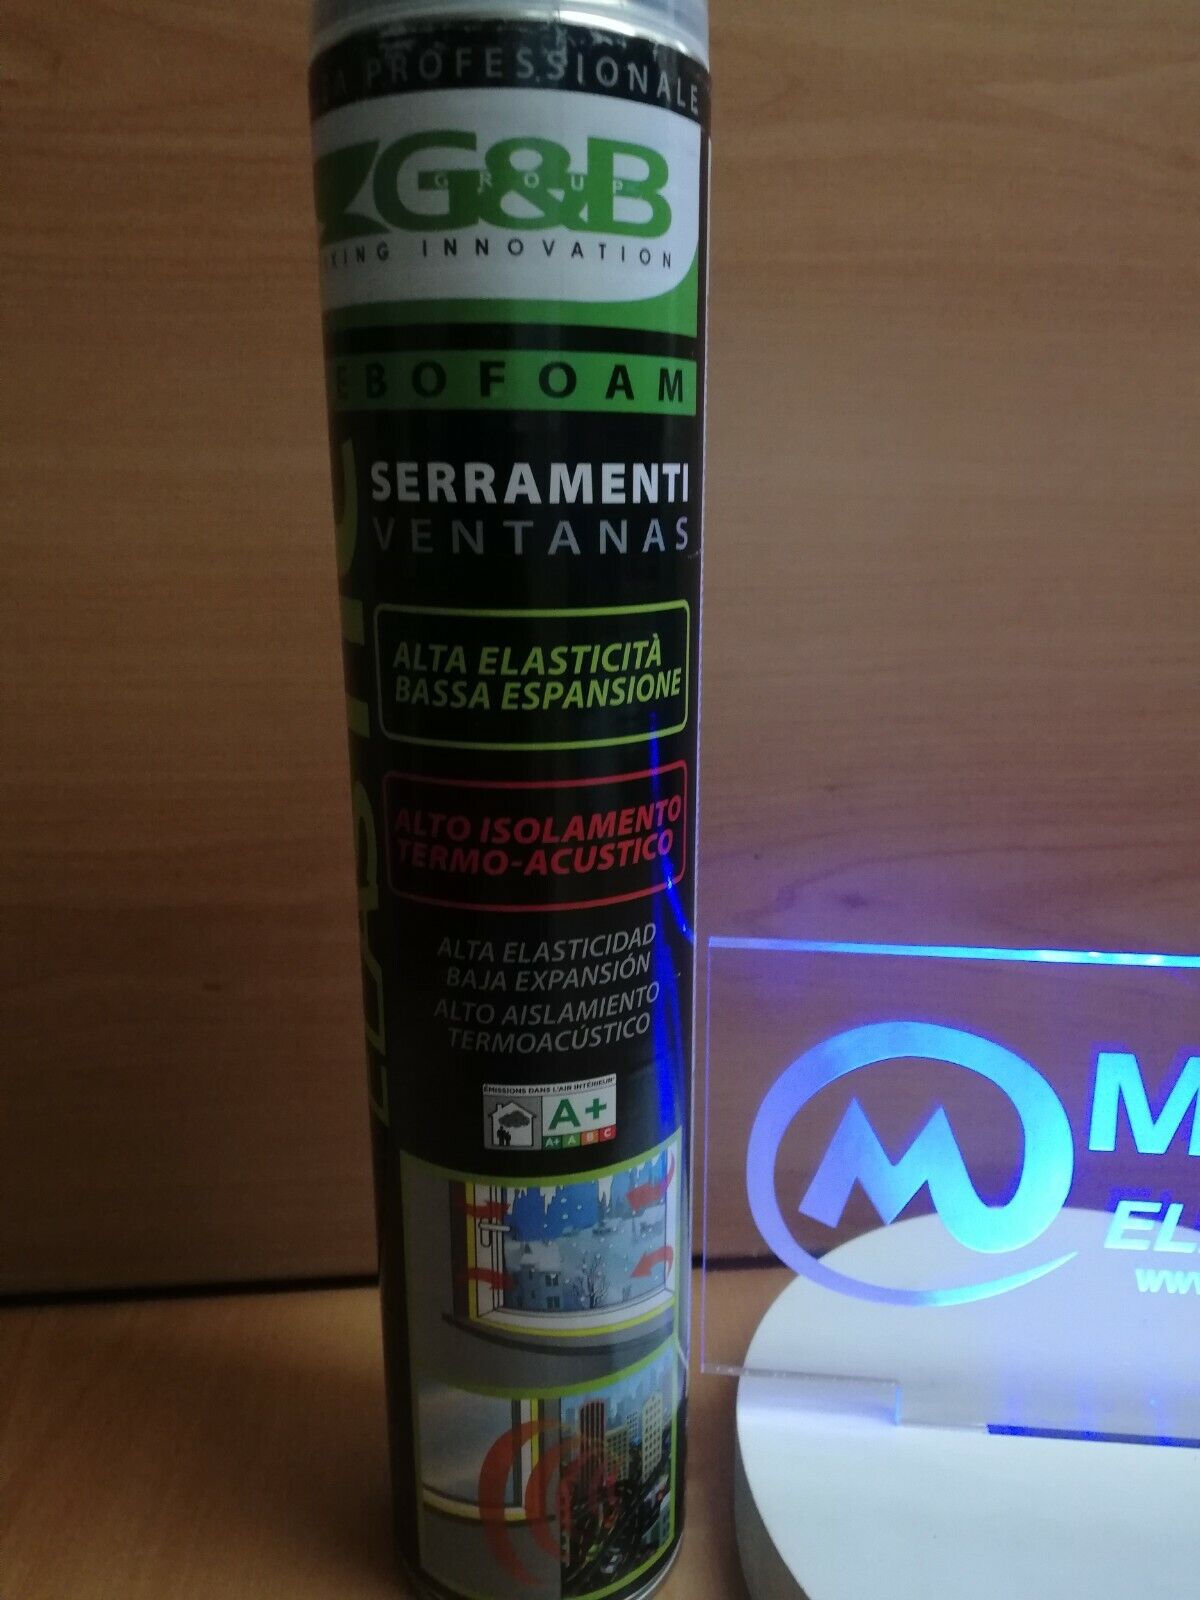 PROFESSIONALE
G&B
GROUP
INNOVATION
SERRAMENTI
VENTANAS
ALTA ELASTICITÀ
BASSA ESPANSIONE
ALTO ISOLAMENTO
TERMO-ACUSTICO
ALTA ELASTICIDAD
BAJA EXPANSIÓN
ALTO AISLAMIENTO
TERMOACÚSTICO
ÉMISSIONS DANS L'AIR INTÉRIEUR*
A+
A+ A B C
M